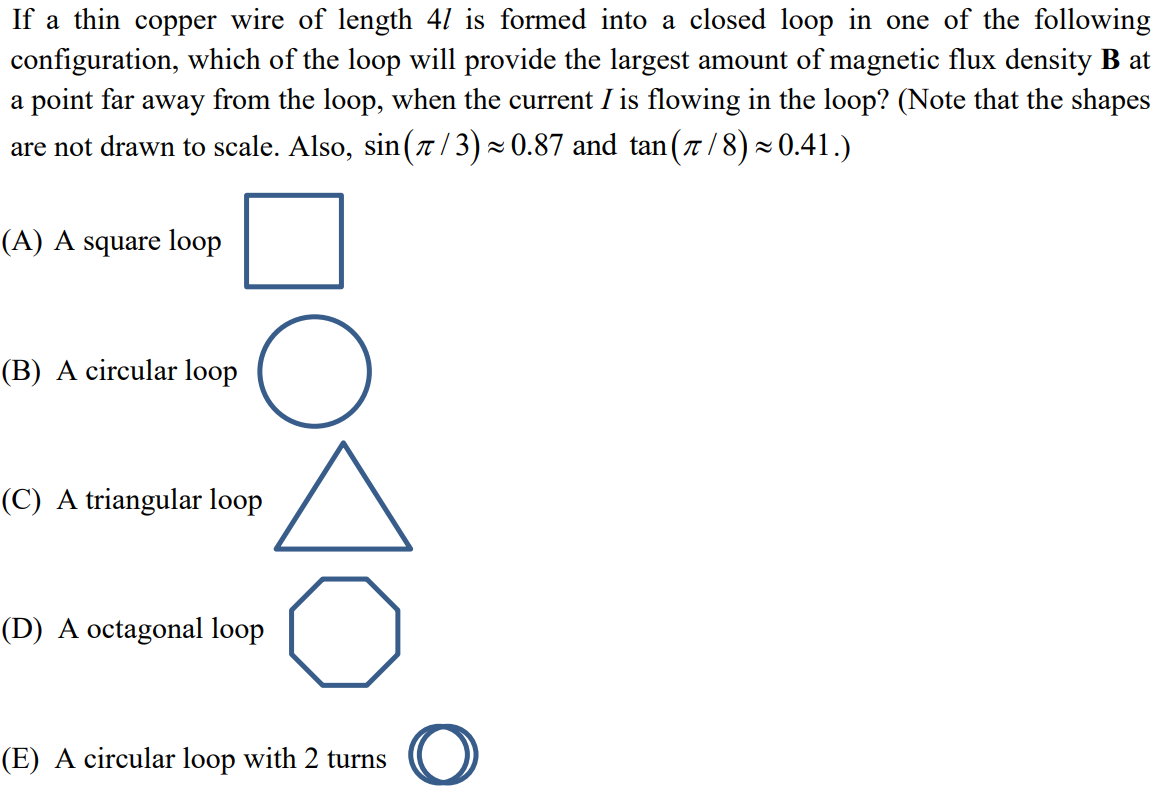 If a thin copper wire of length 4l is formed into a closed loop in one of the following
configuration, which of the loop will provide the largest amount of magnetic flux density B at
a point far away from the loop, when the current I is flowing in the loop? (Note that the shapes
are not drawn to scale. Also, sin(π / 3) ≈ 0.87 and tan(π / 8) ≈ 0.41.)
(A) A square loop
(B) A circular loop
(C) A triangular loop
(D) A octagonal loop
(E) A circular loop with 2 turns